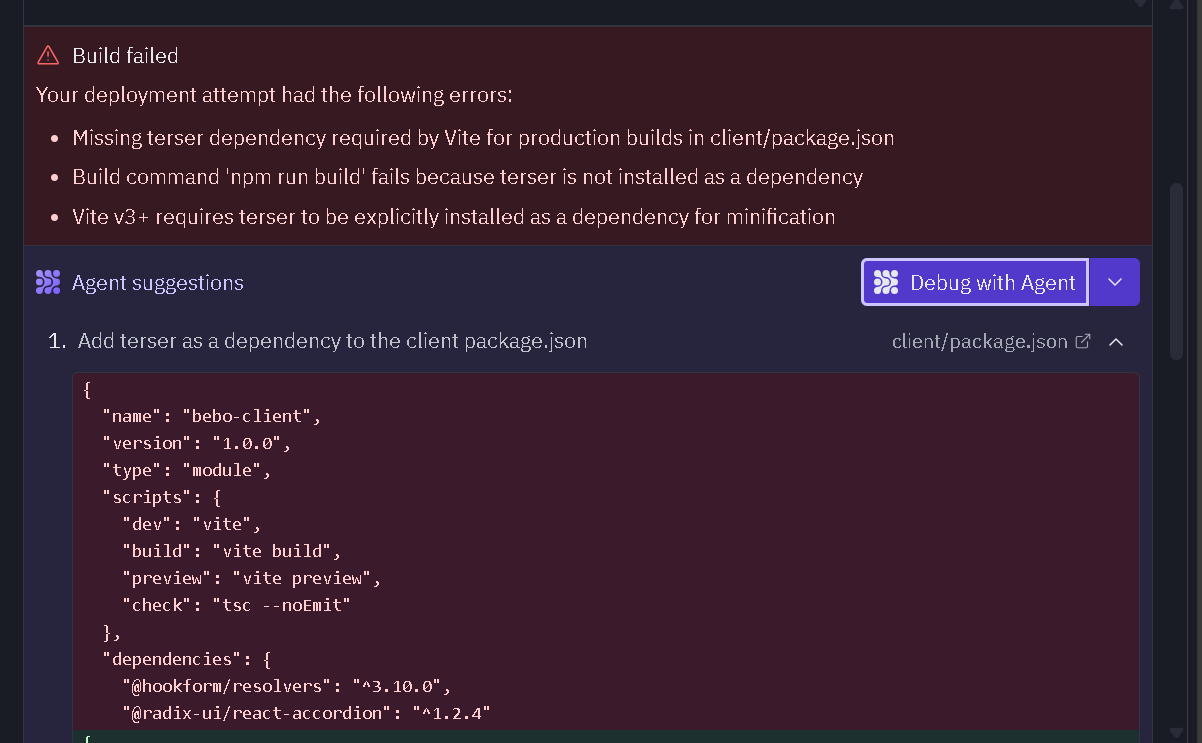 Build failed
Your deployment attempt had the following errors:
• Missing terser dependency required by Vite for production builds in client/package.json
• Build command 'npm run build' fails because terser is not installed as a dependency
• Vite v3+ requires terser to be explicitly installed as a dependency for minification
Agent suggestions
Debug with Agent
1. Add terser as a dependency to the client package.json
client/package.json
{
  "name": "bebo-client",
  "version": "1.0.0",
  "type": "module",
  "scripts": {
    "dev": "vite",
    "build": "vite build",
    "preview": "vite preview",
    "check": "tsc --noEmit"
  },
  "dependencies": {
    "@hookform/resolvers": "^3.10.0",
    "@radix-ui/react-accordion": "^1.2.4"
{